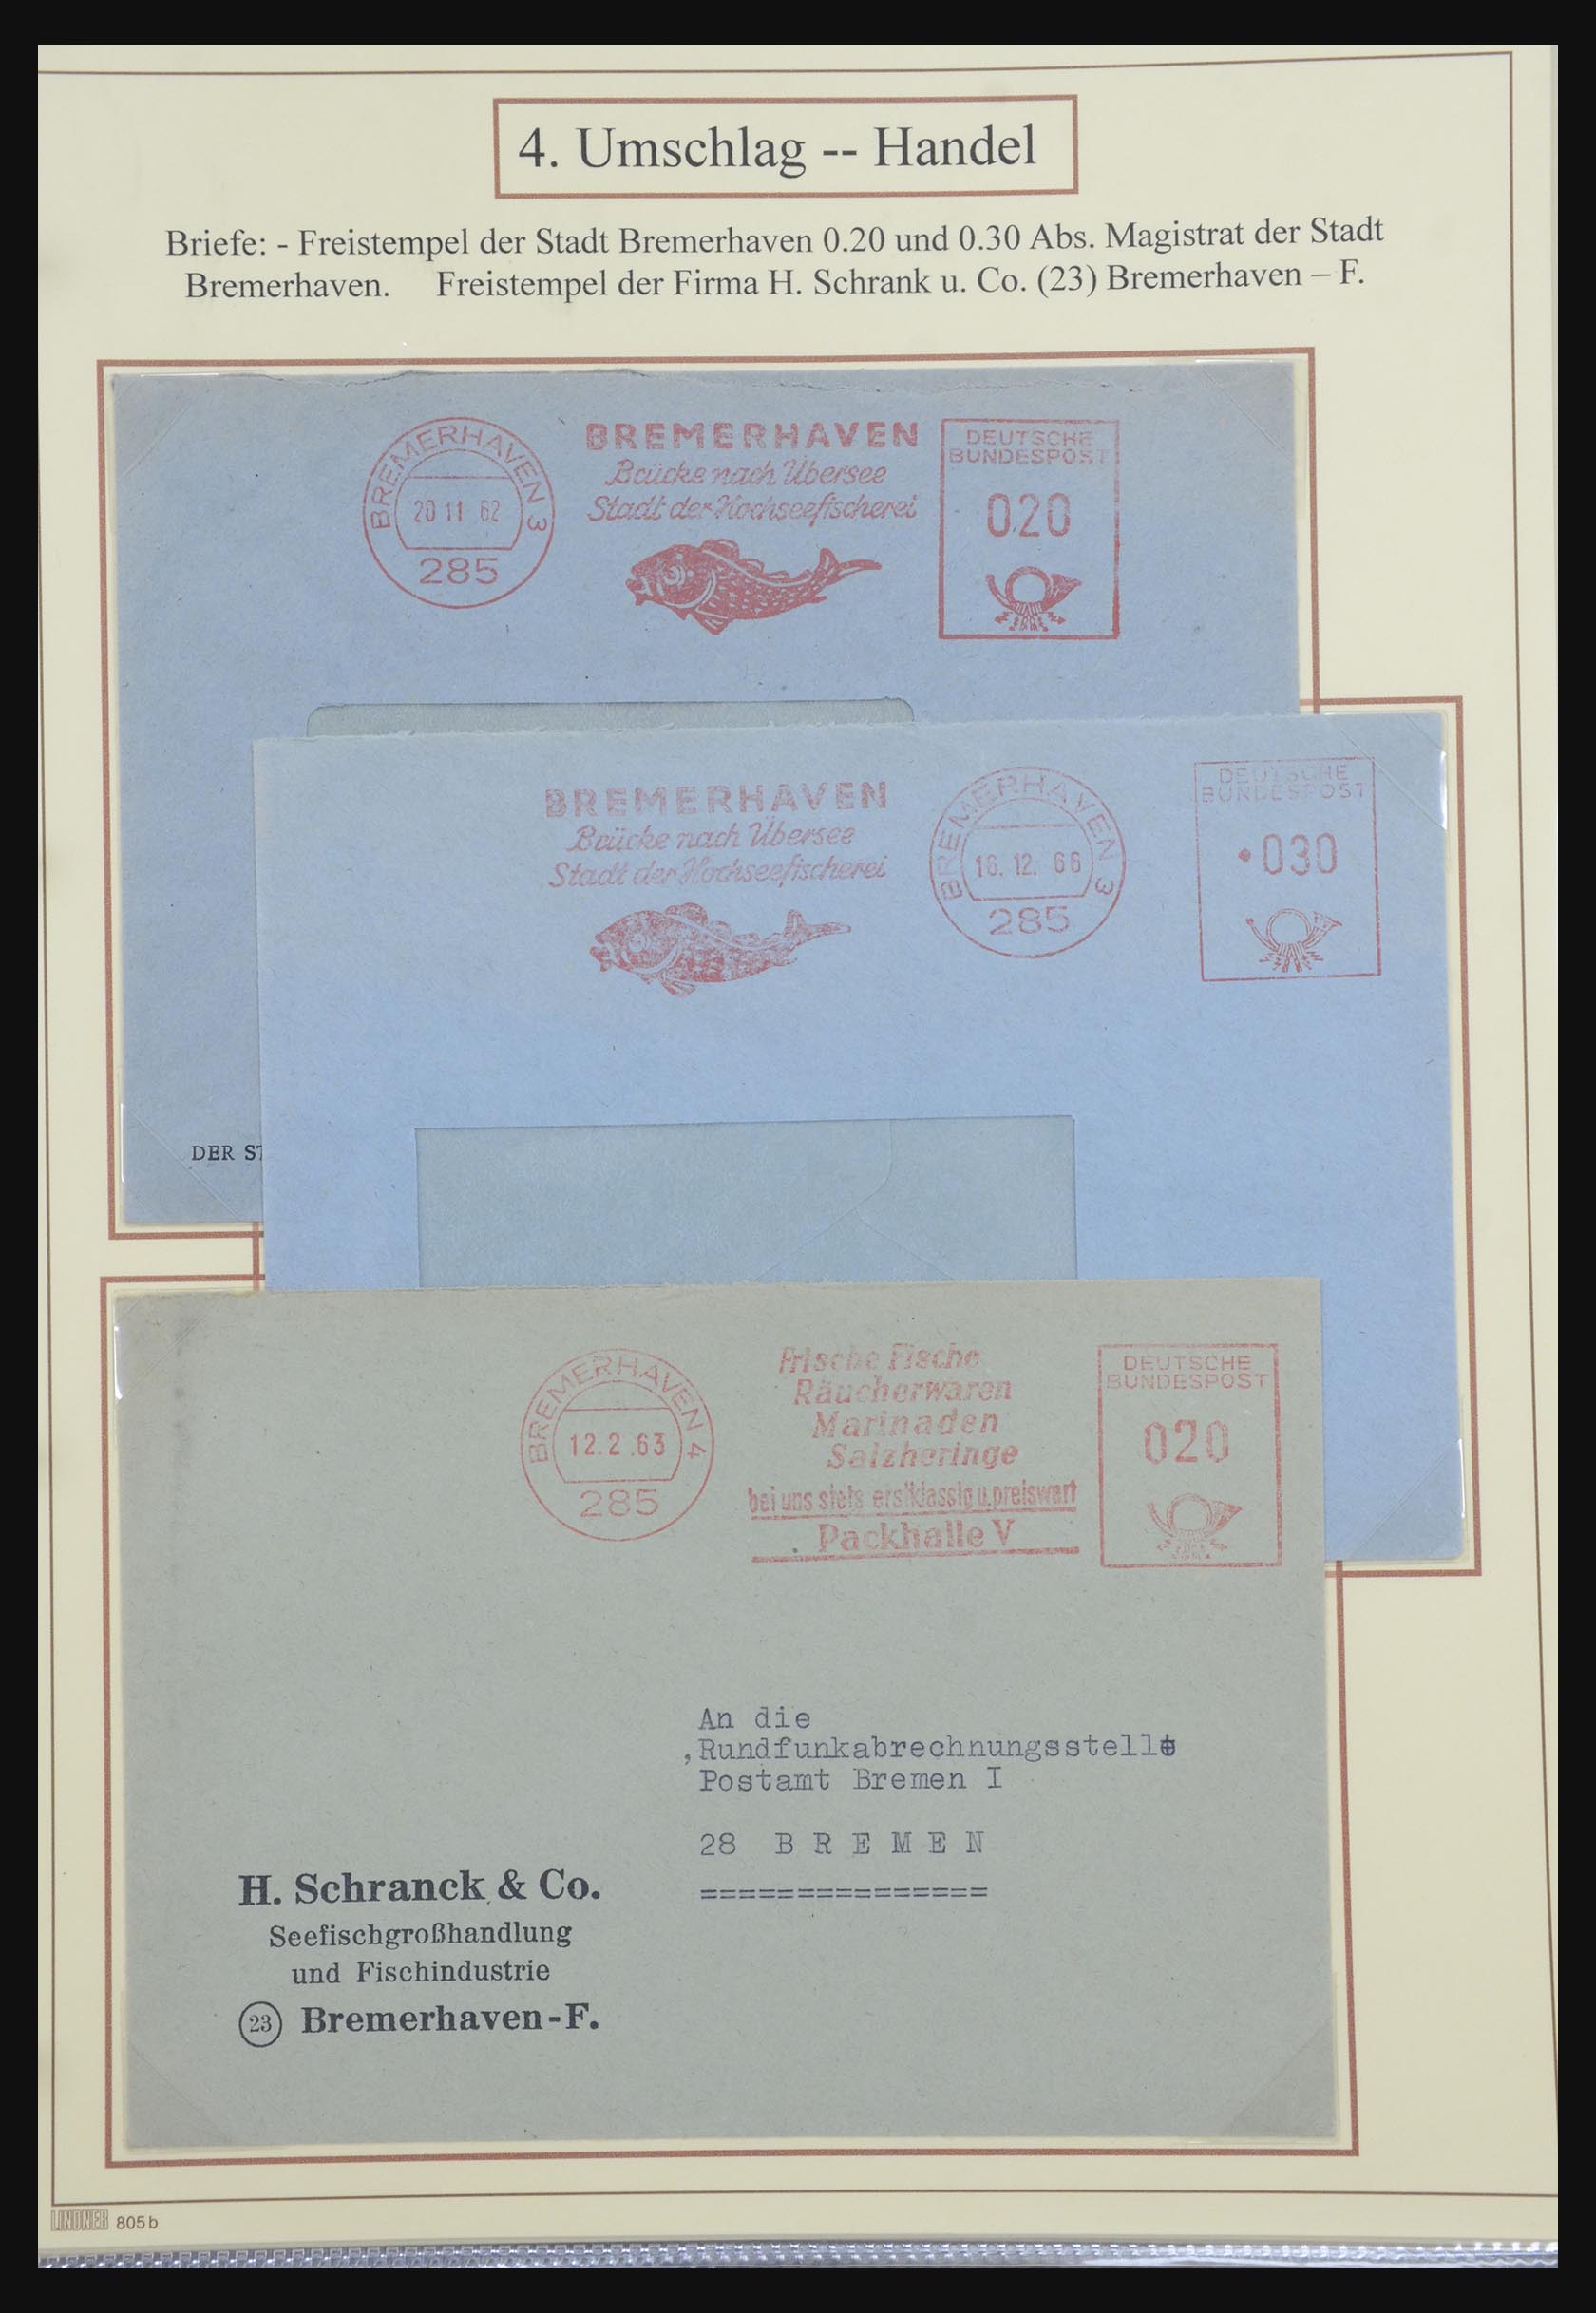 4. Umschlag -- Handel
Briefe: - Freistempel der Stadt Bremerhaven 0.20 und 0.30 Abs. Magistrat der Stadt
Bremerhaven. Freistempel der Firma H. Schrank u. Co. (23) Bremerhaven – F.
BREMERHAVEN 3
20 11 62
285
BREMERHAVEN
Brücke nach Übersee
Stadt der Hochseefischerei
DEUTSCHE
BUNDESPOST
020
DER ST
BREMERHAVEN
Brücke nach Übersee
Stadt der Hochseefischerei
BREMERHAVEN 3
16. 12. 66
285
DEUTSCHE
BUNDESPOST
030
BREMERHAVEN 4
12.2.63
285
Frische Fische
Räucherwaren
Marinaden
Salzheringe
bei uns stets erstklassig u. preiswert
Packhalle V
DEUTSCHE
BUNDESPOST
020
An die
,Rundfunkabrechnungsstelle
Postamt Bremen I
28 B R E M E N
===============
H. Schranck & Co.
Seefischgroßhandlung
und Fischindustrie
23 Bremerhaven-F.
LINDNER 805 b